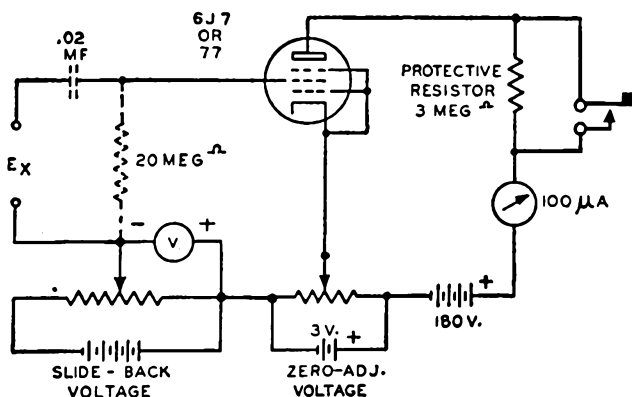 6J7
OR
77
.02
MF
PROTECTIVE
RESISTOR
3 MEG Ω
20 MEG Ω
EX
100 μA
- V +
3 V. +
+
180 V.
SLIDE - BACK
VOLTAGE
ZERO-ADJ.
VOLTAGE